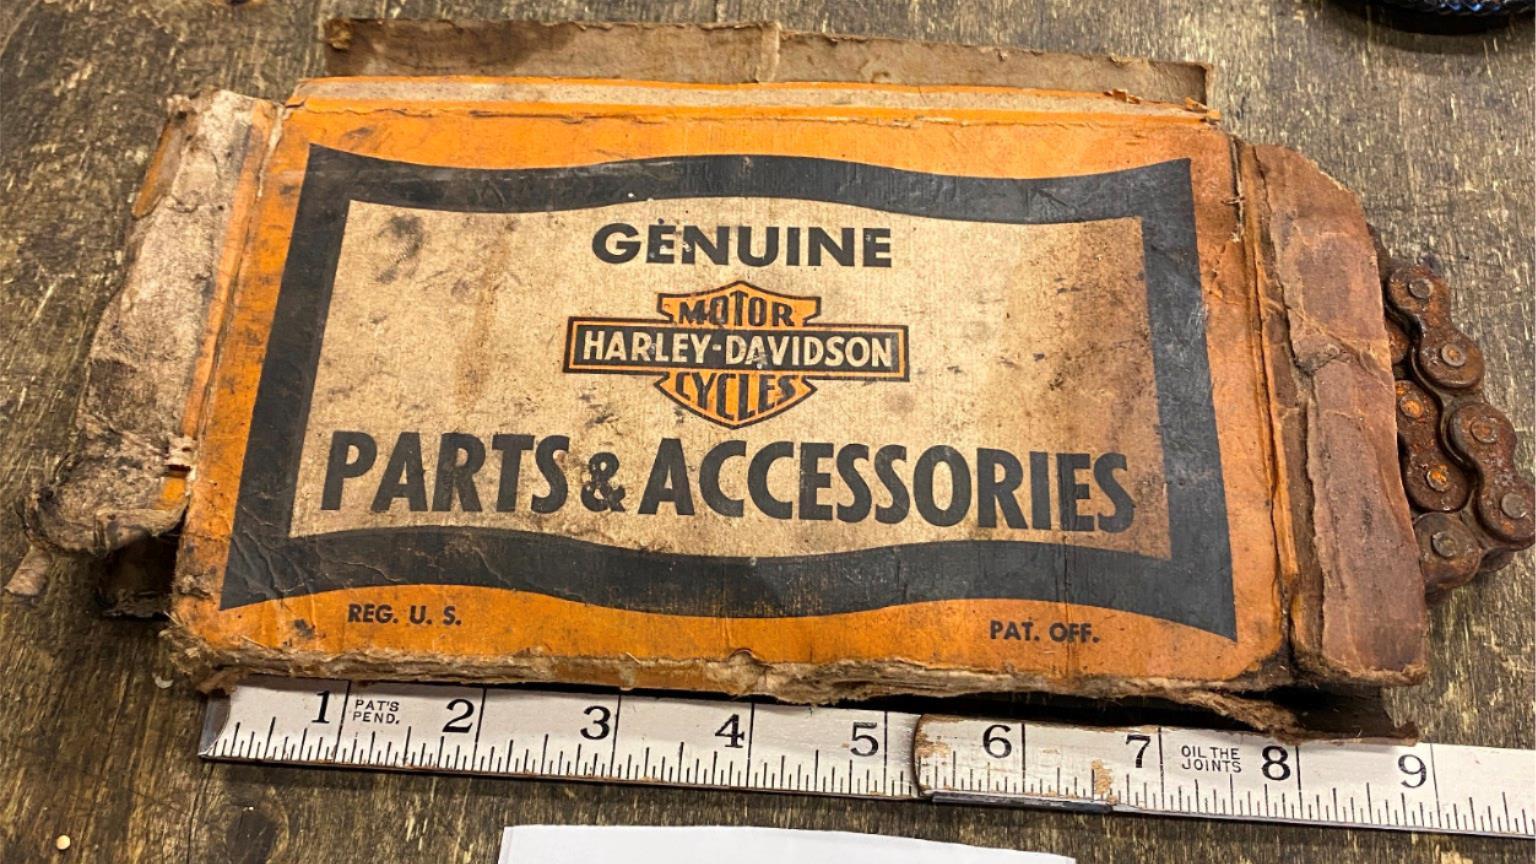 GENUINE
MOTOR
HARLEY-DAVIDSON
CYCLES
PARTS & ACCESSORIES
REG. U. S.
PAT. OFF.
1 PAT'S PEND. 2 3 4 5 6 7 OIL THE JOINTS 8 9